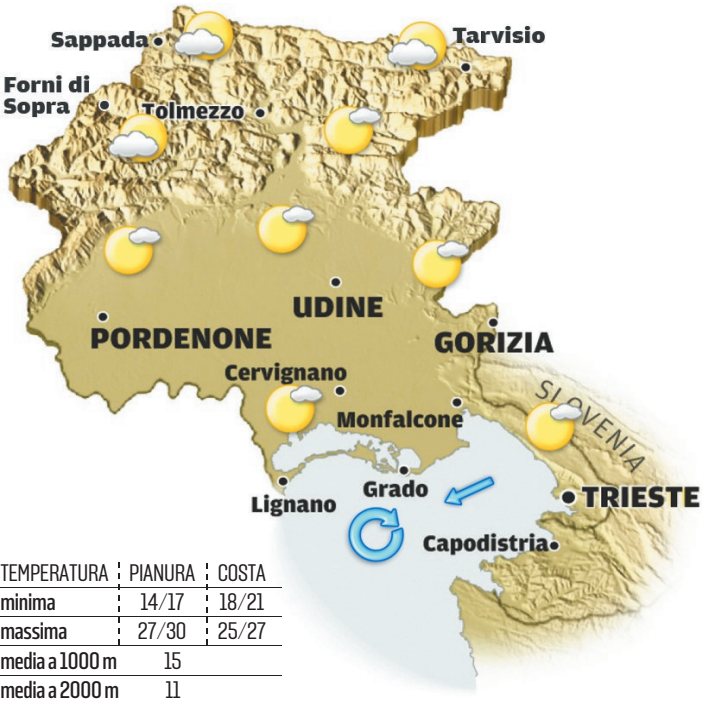 Sappada
Tarvisio
Forni di
Sopra
Tolmezzo
UDINE
PORDENONE
GORIZIA
Cervignano
SLOVENIA
Monfalcone
Grado
Lignano
TRIESTE
Capodistria
TEMPERATURA PIANURA COSTA
minima 14/17 18/21
massima 27/30 25/27
media a 1000 m 15
media a 2000 m 11